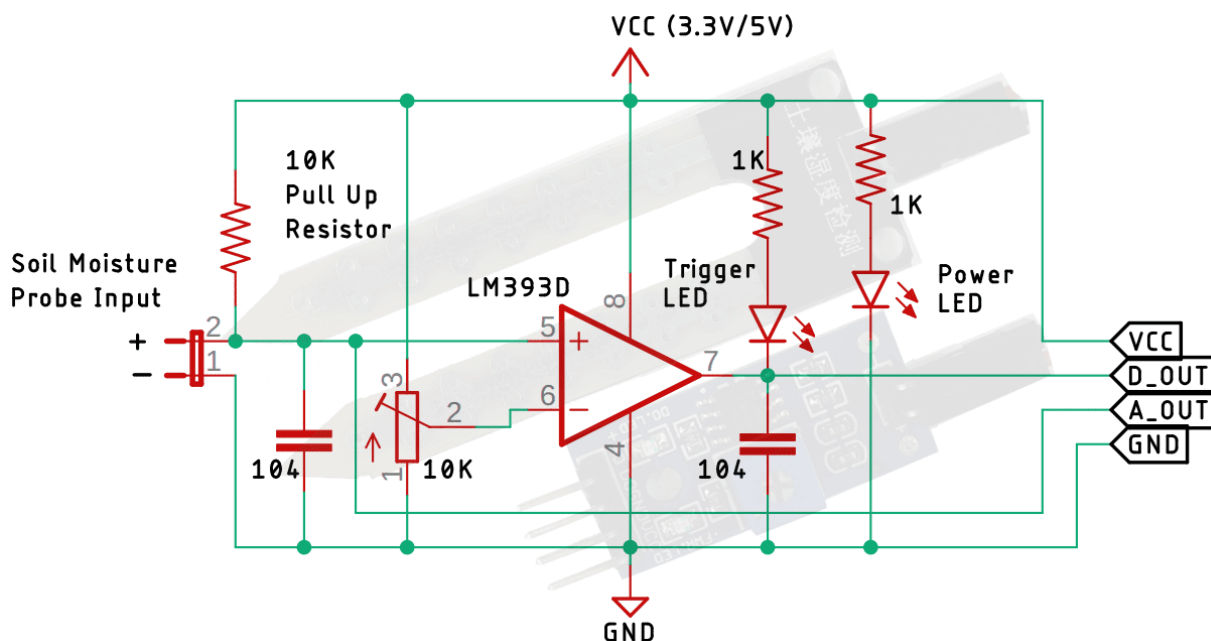 VCC (3.3V/5V)
10K
Pull Up
Resistor
1K
1K
土壤湿度检测
Soil Moisture
Probe Input
LM393D
Trigger
LED
Power
LED
8
+
2
5
+
VCC
−
1
7
D_OUT
3
6
−
A_OUT
2
4
GND
104
1
10K
104
GND